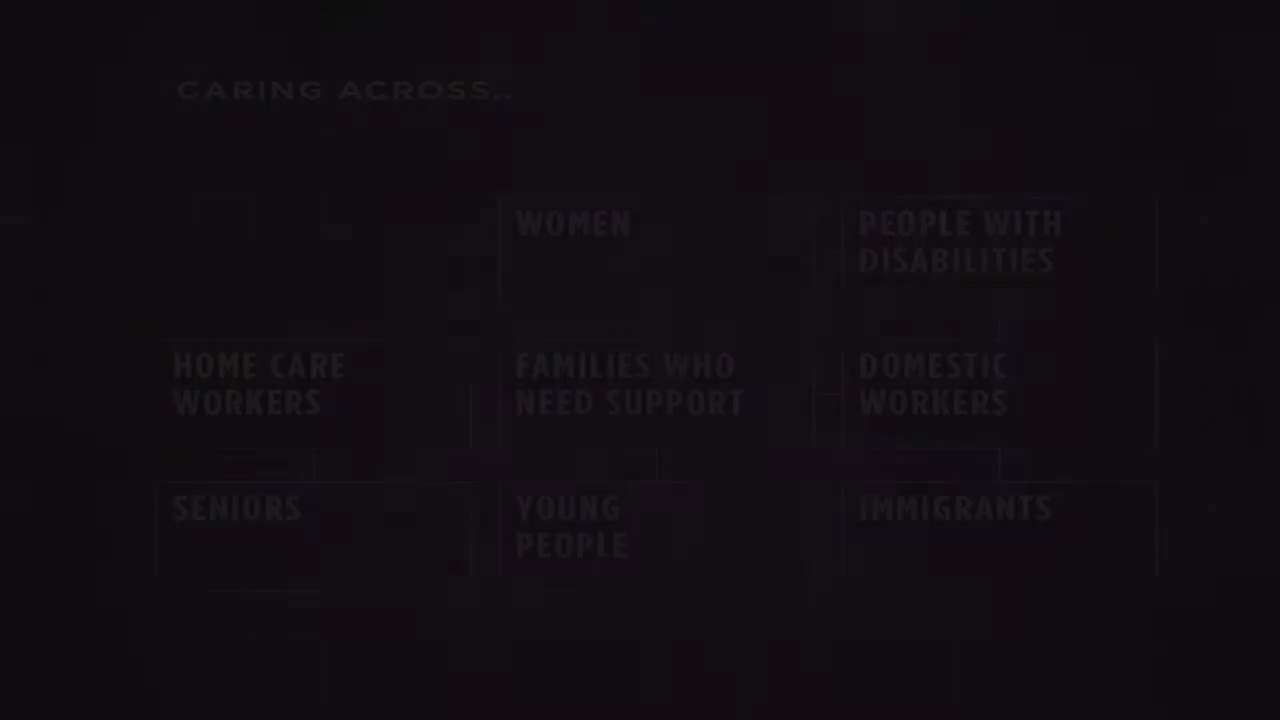 CARING ACROSS..
WOMEN
PEOPLE WITH
DISABILITIES
HOME CARE
WORKERS
FAMILIES WHO
NEED SUPPORT
DOMESTIC
WORKERS
SENIORS
YOUNG
PEOPLE
IMMIGRANTS